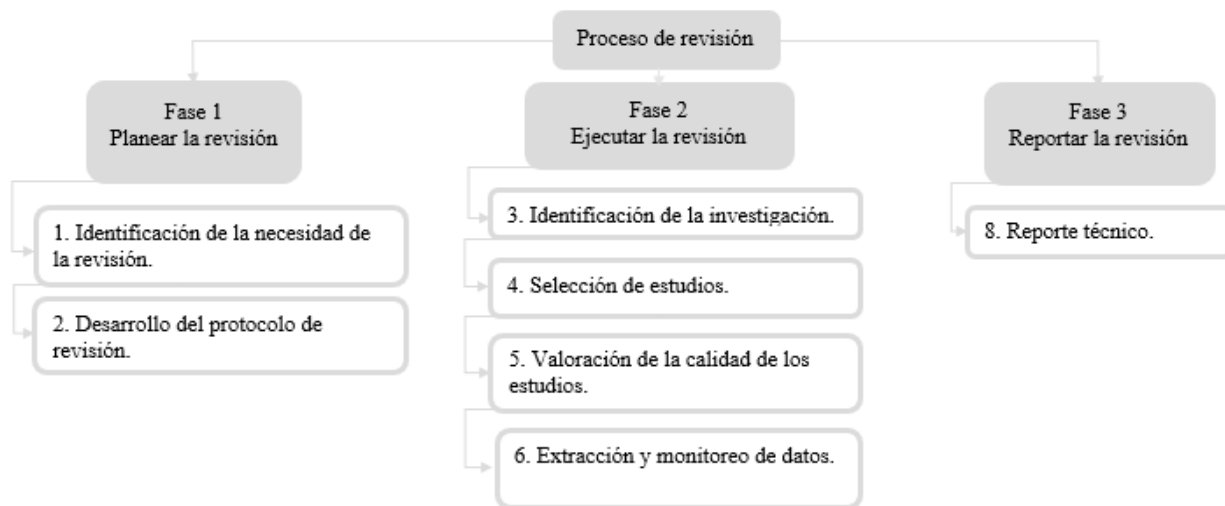 Proceso de revisión
Fase 1
Planear la revisión
1. Identificación de la necesidad de
la revisión.
2. Desarrollo del protocolo de
revisión.
Fase 2
Ejecutar la revisión
3. Identificación de la investigación.
4. Selección de estudios.
5. Valoración de la calidad de los
estudios.
6. Extracción y monitoreo de datos.
Fase 3
Reportar la revisión
8. Reporte técnico.